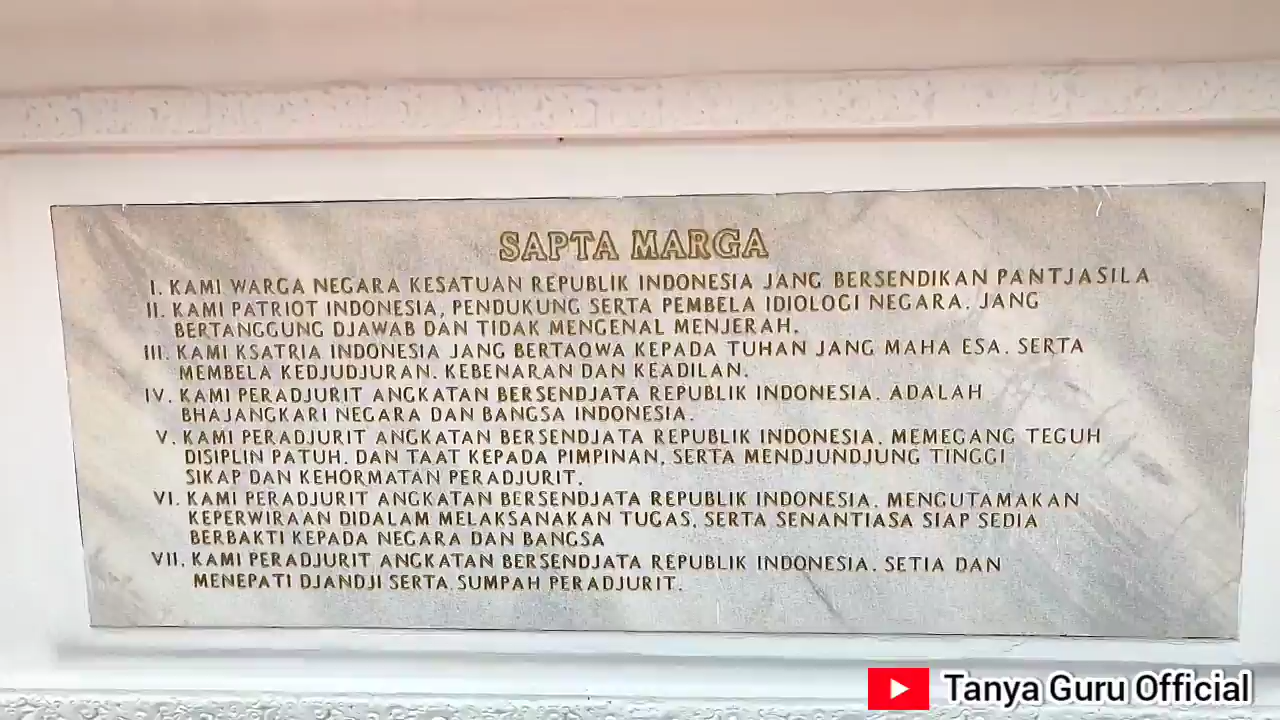 SAPTA MARGA
I. KAMI WARGA NEGARA KESATUAN REPUBLIK INDONESIA JANG BERSENDIKAN PANTJASILA
II. KAMI PATRIOT INDONESIA, PENDUKUNG SERTA PEMBELA IDIOLOGI NEGARA. JANG
BERTANGGUNG DJAWAB DAN TIDAK MENGENAL MENJERAH.
III. KAMI KSATRIA INDONESIA JANG BERTAQWA KEPADA TUHAN JANG MAHA ESA. SERTA
MEMBELA KEDJUDJURAN. KEBENARAN DAN KEADILAN.
IV. KAMI PERADJURIT ANGKATAN BERSENDJATA REPUBLIK INDONESIA. ADALAH
BHAJANGKARI NEGARA DAN BANGSA INDONESIA.
V. KAMI PERADJURIT ANGKATAN BERSENDJATA REPUBLIK INDONESIA. MEMEGANG TEGUH
DISIPLIN PATUH. DAN TAAT KEPADA PIMPINAN, SERTA MENDJUNDJUNG TINGGI
SIKAP DAN KEHORMATAN PERADJURIT.
VI. KAMI PERADJURIT ANGKATAN BERSENDJATA REPUBLIK INDONESIA. MENGUTAMAKAN
KEPERWIRAAN DIDALAM MELAKSANAKAN TUGAS, SERTA SENANTIASA SIAP SEDIA
BERBAKTI KEPADA NEGARA DAN BANGSA
VII. KAMI PERADJURIT ANGKATAN BERSENDJATA REPUBLIK INDONESIA. SETIA DAN
MENEPATI DJANDJI SERTA SUMPAH PERADJURIT.
Tanya Guru Official